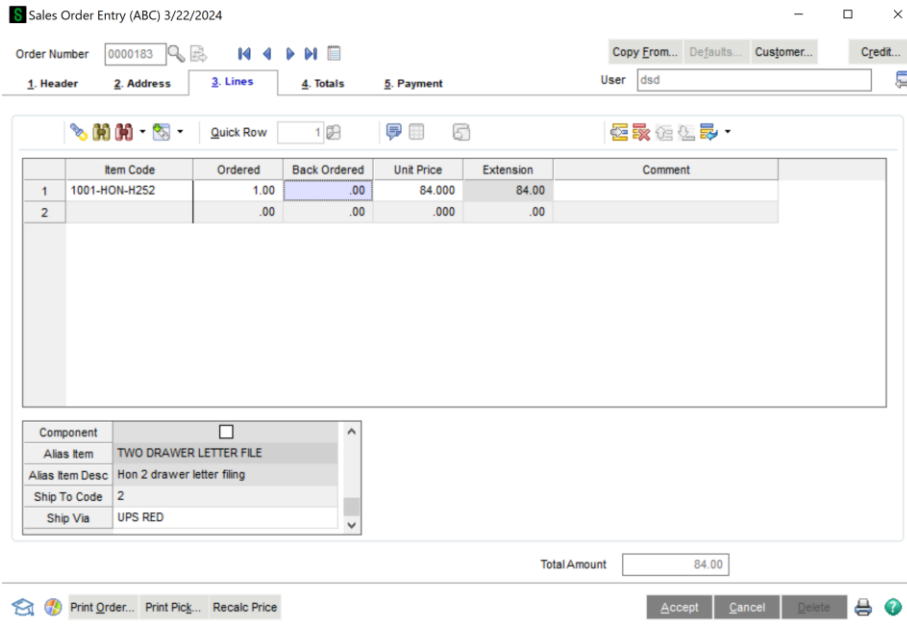 S Sales Order Entry (ABC) 3/22/2024
Order Number 0000183 Copy From... Defaults... Customer... Credit...
1. Header 2. Address 3. Lines 4. Totals 5. Payment User dsd
Quick Row 1
Item Code Ordered Back Ordered Unit Price Extension Comment
1 1001-HON-H252 1.00 .00 84.000 84.00
2 .00 .00 .000 .00
Component
Alias Item TWO DRAWER LETTER FILE
Alias Item Desc Hon 2 drawer letter filing
Ship To Code 2
Ship Via UPS RED
Total Amount 84.00
Print Order... Print Pick... Recalc Price Accept Cancel Delete ?